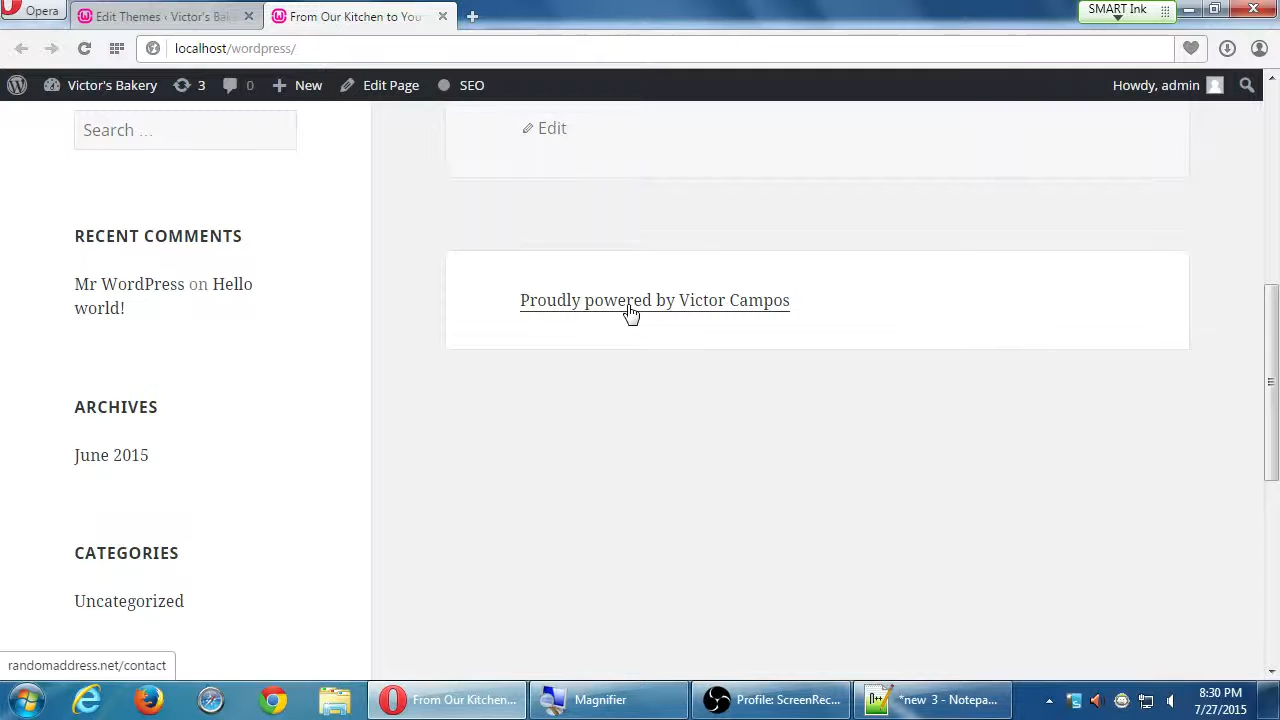 Opera
Edit Themes ‹ Victor's Bak
From Our Kitchen to You
SMART Ink
localhost/wordpress/
Victor's Bakery
3
0
New
Edit Page
SEO
Howdy, admin
Search …
Edit
RECENT COMMENTS
Mr WordPress on Hello
world!
Proudly powered by Victor Campos
ARCHIVES
June 2015
CATEGORIES
Uncategorized
randomaddress.net/contact
From Our Kitchen...
Magnifier
Profile: ScreenRec...
*new 3 - Notepa...
8:30 PM
7/27/2015